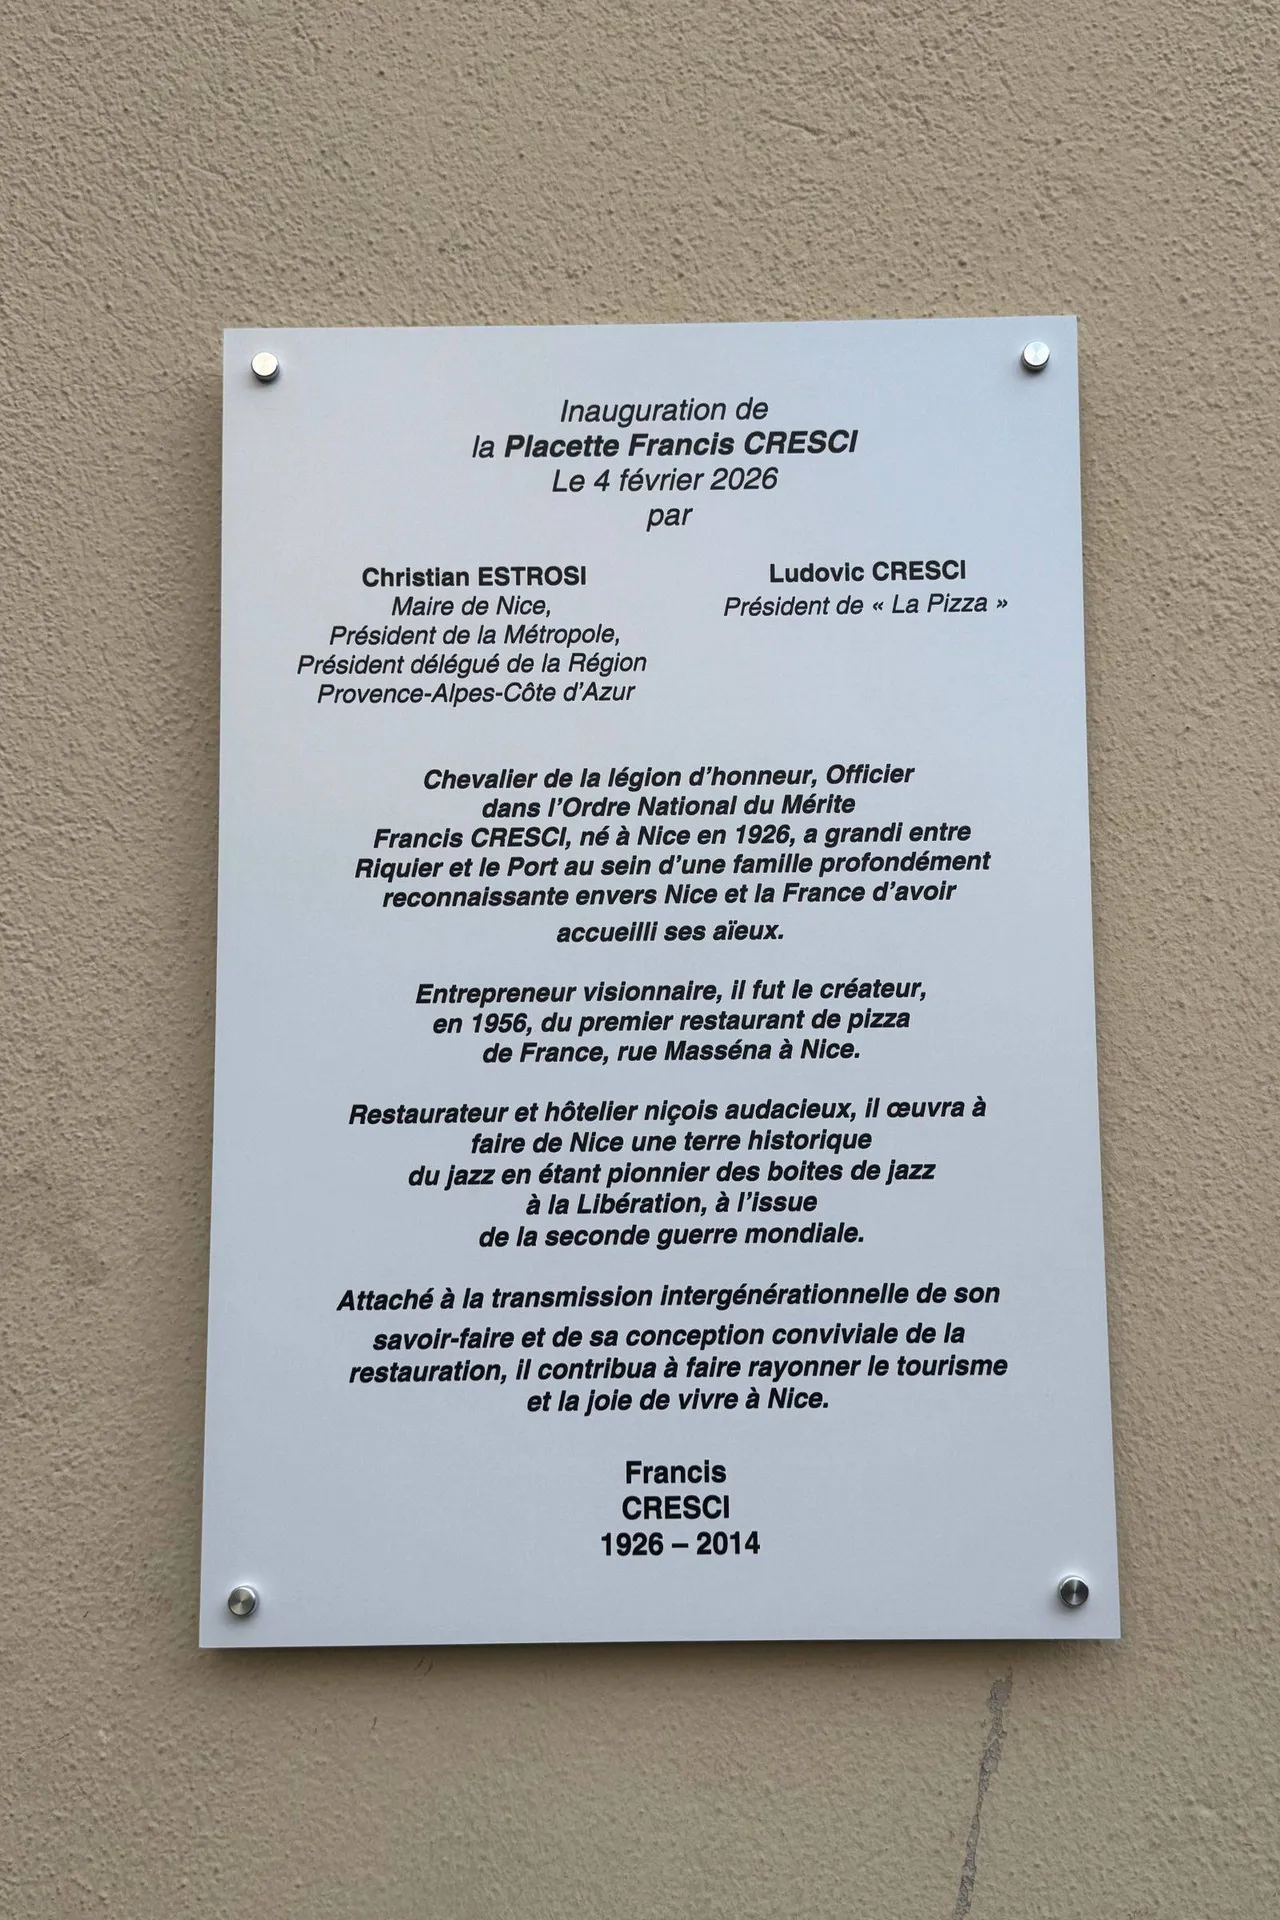 Inauguration de
la Placette Francis CRESCI
Le 4 février 2026
par
Christian ESTROSI
Maire de Nice,
Président de la Métropole,
Président délégué de la Région
Provence-Alpes-Côte d’Azur
Ludovic CRESCI
Président de « La Pizza »
Chevalier de la légion d’honneur, Officier
dans l’Ordre National du Mérite
Francis CRESCI, né à Nice en 1926, a grandi entre
Riquier et le Port au sein d’une famille profondément
reconnaissante envers Nice et la France d’avoir
accueilli ses aïeux.
Entrepreneur visionnaire, il fut le créateur,
en 1956, du premier restaurant de pizza
de France, rue Masséna à Nice.
Restaurateur et hôtelier niçois audacieux, il œuvra à
faire de Nice une terre historique
du jazz en étant pionnier des boites de jazz
à la Libération, à l’issue
de la seconde guerre mondiale.
Attaché à la transmission intergénérationnelle de son
savoir-faire et de sa conception conviviale de la
restauration, il contribua à faire rayonner le tourisme
et la joie de vivre à Nice.
Francis
CRESCI
1926 – 2014